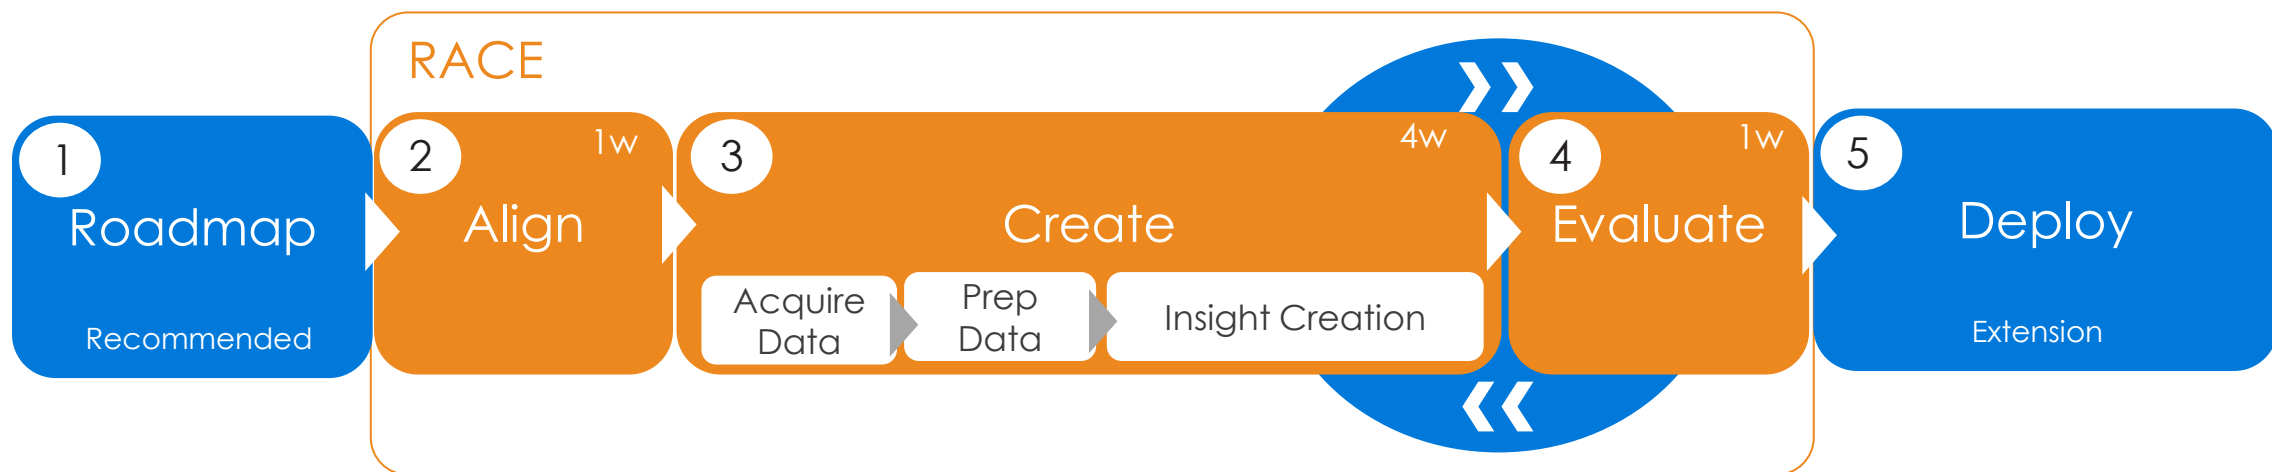 RACE
1
Roadmap
Recommended
2
1w
Align
3
4w
Create
Acquire
Data
Prep
Data
Insight Creation
4
1w
Evaluate
5
Deploy
Extension